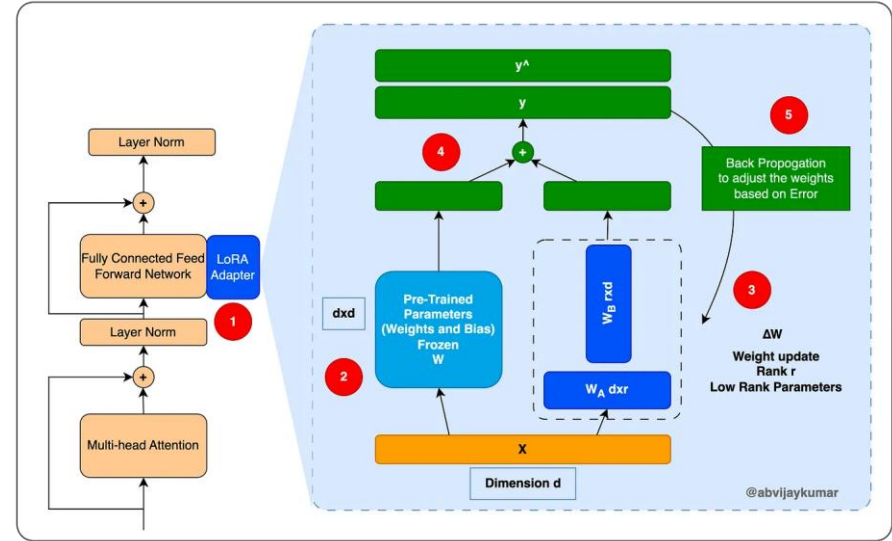 Layer Norm
+
Fully Connected Feed
Forward Network
LoRA
Adapter
1
Layer Norm
+
Multi-head Attention
y^
y
4
+
5
Back Propogation
to adjust the weights
based on Error
dxd
2
Pre-Trained
Parameters
(Weights and Bias)
Frozen
W
W_B rxd
W_A dxr
3
ΔW
Weight update
Rank r
Low Rank Parameters
X
Dimension d
@abvijaykumar